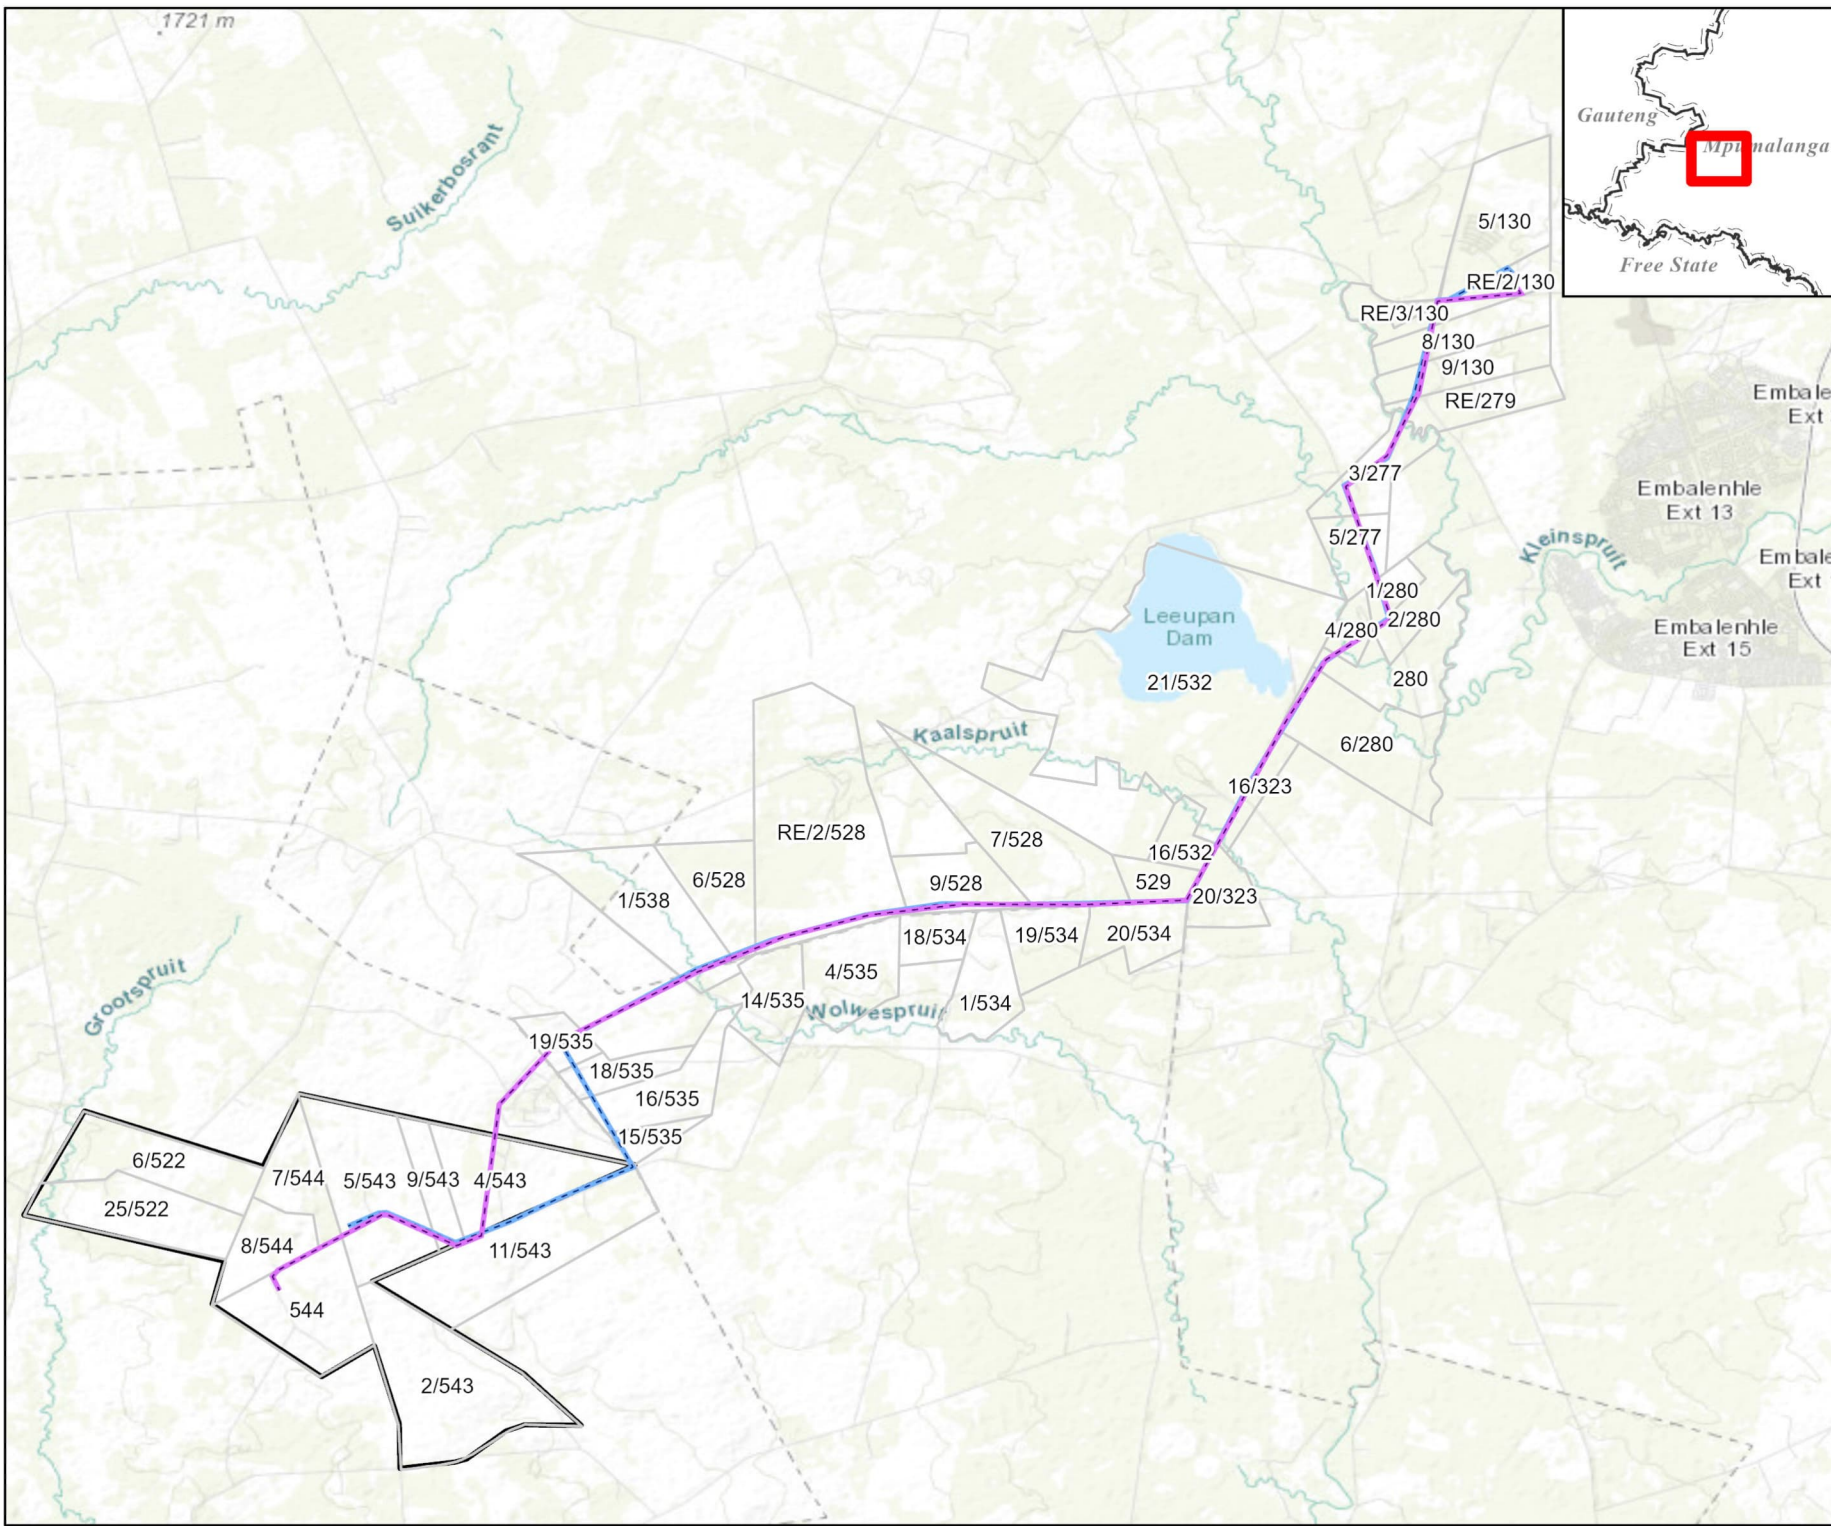 1721 m
Suikerbosrant
Gauteng
Mpumalanga
Free State
5/130
RE/2/130
RE/3/130
8/130
9/130
RE/279
Embale
Ext
3/277
Embalenhle
Ext 13
5/277
Kleinspruit
Embale
Ext
1/280
Leeupan
Dam
2/280
4/280
Embalenhle
Ext 15
21/532
280
Kaalspruit
6/280
16/323
RE/2/528
7/528
16/532
6/528
9/528
529
1/538
20/323
18/534
19/534
20/534
4/535
Grootspruit
14/535
1/534
Wolwespruit
19/535
18/535
16/535
15/535
6/522
7/544
5/543
9/543
4/543
25/522
8/544
11/543
544
2/543